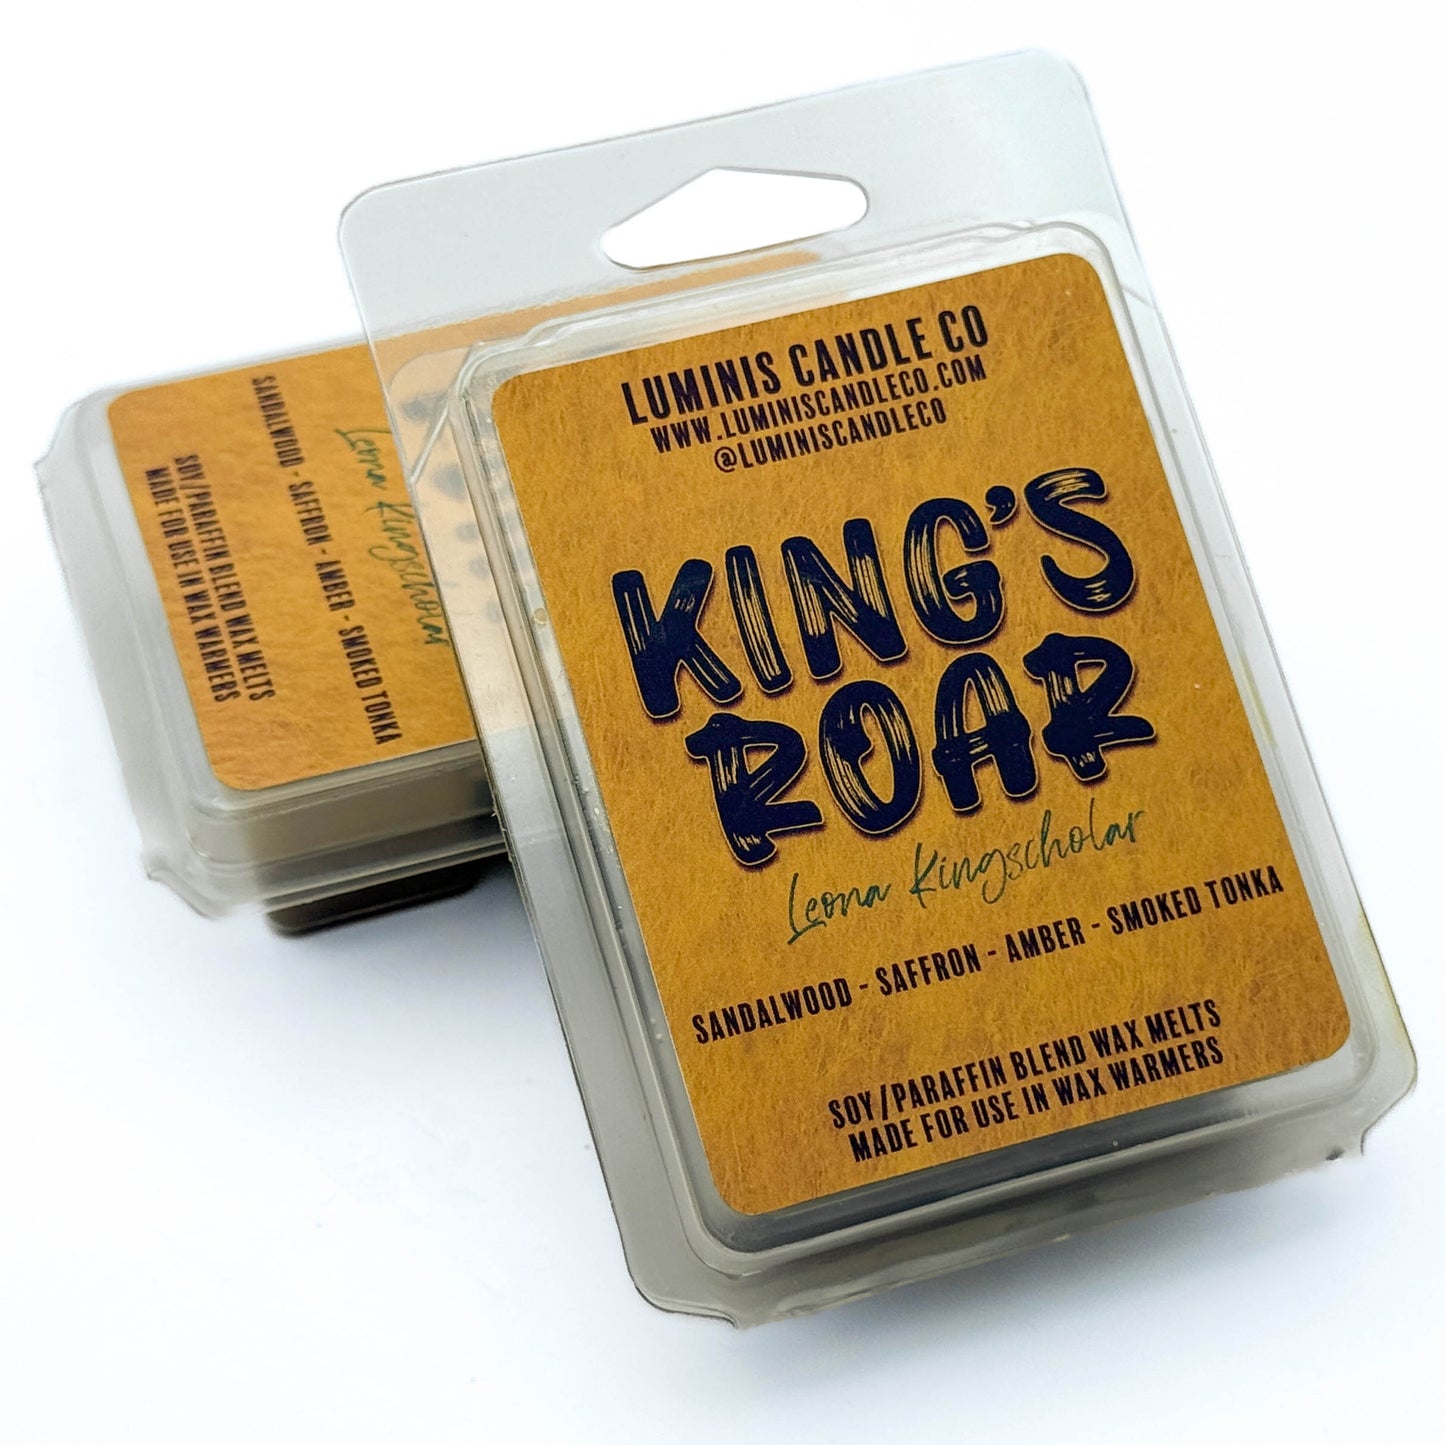 LUMINIS CANDLE CO
WWW.LUMINISCANDLECO.COM
@LUMINISCANDLECO
KING'S
ROAR
Leona Kingscholar
SANDALWOOD - SAFFRON - AMBER - SMOKED TONKA
SOY/PARAFFIN BLEND WAX MELTS
MADE FOR USE IN WAX WARMERS
Leona Kingscholar
SANDALWOOD - SAFFRON - AMBER - SMOKED TONKA
SOY/PARAFFIN BLEND WAX MELTS
MADE FOR USE IN WAX WARMERS